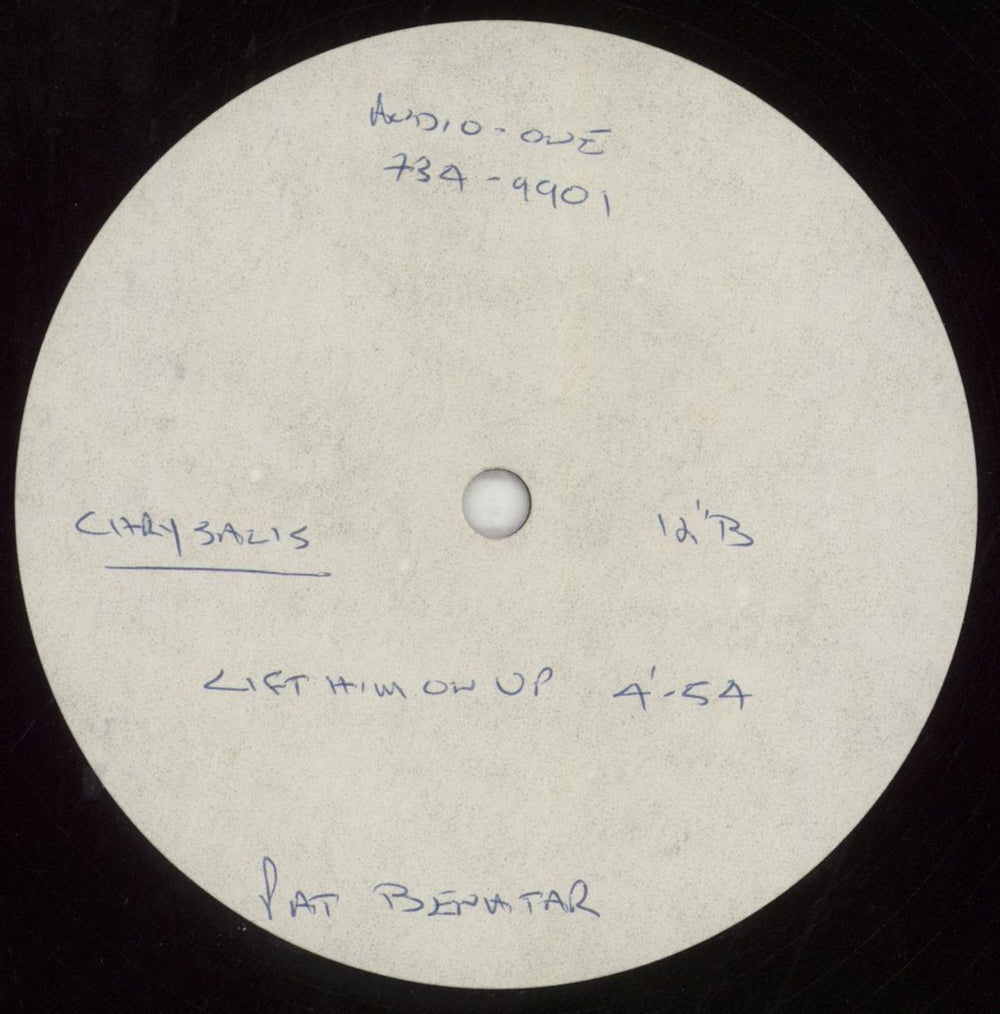 AUDIO-ONE
734-9901
CHRYSALIS 12"B
LIFT HIM ON UP 4'-54
PAT BENATAR